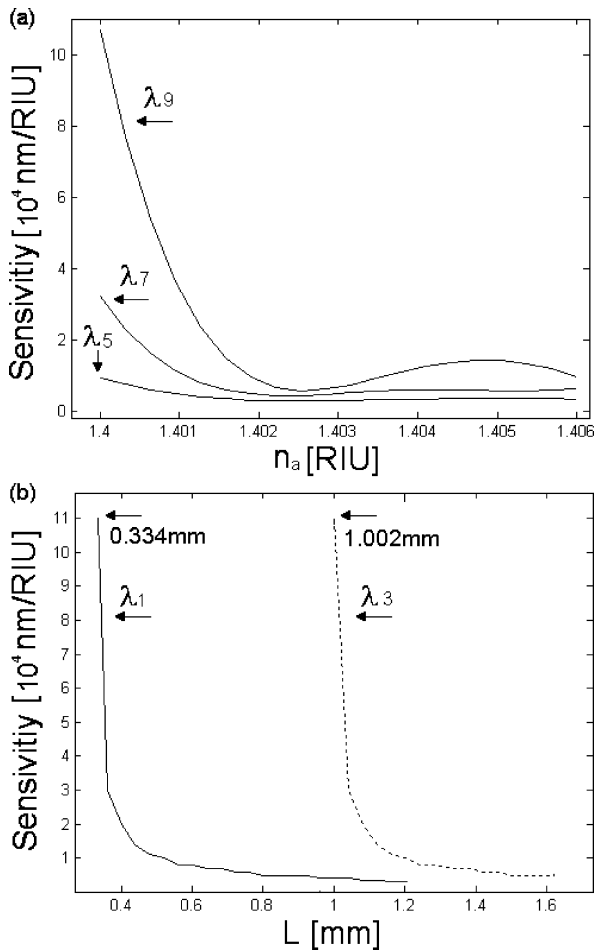 (a)
Sensivitiy [10⁴ nm/RIU]
10
8
6
4
2
0
λ9
λ7
λ5
1.4 1.401 1.402 1.403 1.404 1.405 1.406
nₐ [RIU]
(b)
Sensivitiy [10⁴ nm/RIU]
11
10
9
8
7
6
5
4
3
2
1
0.334mm
1.002mm
λ1
λ3
0.4 0.6 0.8 1 1.2 1.4 1.6
L [mm]